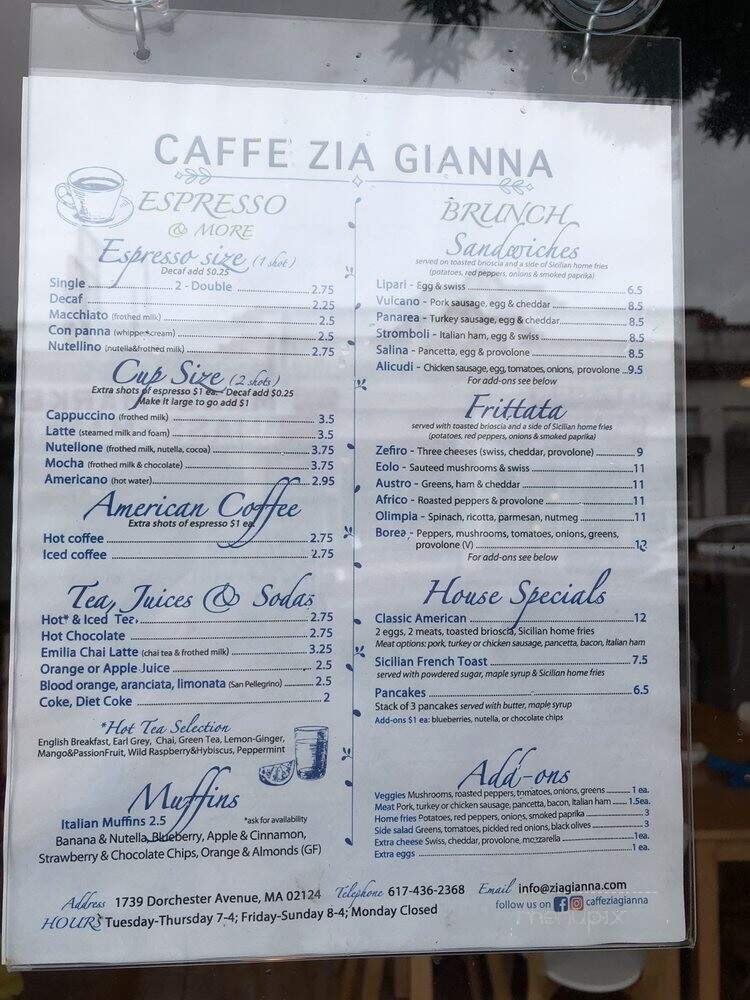 CAFFE ZIA GIANNA
ESPRESSO
& MORE
Espresso size (1 shot)
Decaf add $0.25
Single 2 - Double 2.75
Decaf 2.25
Macchiato (frothed milk) 2.5
Con panna (whippe cream) 2.5
Nutellino (nutella&frothed milk) 2.75
Cup Size (2 shots)
Extra shots of espresso $1 ea. - Decaf add $0.25
Make it large to go add $1
Cappuccino (frothed milk) 3.5
Latte (steamed milk and foam) 3.5
Nutellone (frothed milk, nutella, cocoa) 3.75
Mocha (frothed milk & chocolate) 3.75
Americano (hot water) 2.95
American Coffee
Extra shots of espresso $1 ea.
Hot coffee 2.75
Iced coffee 2.75
Tea, Juices & Sodas
Hot* & Iced Tea 2.75
Hot Chocolate 2.75
Emilia Chai Latte (chai tea & frothed milk) 3.25
Orange or Apple Juice 2.5
Blood orange, aranciata, limonata (San Pellegrino) 2.5
Coke, Diet Coke 2
*Hot Tea Selection
English Breakfast, Earl Grey, Chai, Green Tea, Lemon-Ginger,
Mango&PassionFruit, Wild Raspberry&Hybiscus, Peppermint
Muffins
Italian Muffins 2.5 *ask for availability
Banana & Nutella, Blueberry, Apple & Cinnamon,
Strawberry & Chocolate Chips, Orange & Almonds (GF)
BRUNCH
Sandwiches
served on toasted brioscia and a side of Sicilian home fries
(potatoes, red peppers, onions & smoked paprika)
Lipari - Egg & swiss 6.5
Vulcano - Pork sausage, egg & cheddar 8.5
Panarea - Turkey sausage, egg & cheddar 8.5
Stromboli - Italian ham, egg & swiss 8.5
Salina - Pancetta, egg & provolone 8.5
Alicudi - Chicken sausage, egg, tomatoes, onions, provolone ...9.5
For add-ons see below
Frittata
served with toasted brioscia and a side of Sicilian home fries
(potatoes, red peppers, onions & smoked paprika)
Zefiro - Three cheeses (swiss, cheddar, provolone) 9
Eolo - Sauteed mushrooms & swiss 11
Austro - Greens, ham & cheddar 11
Africo - Roasted peppers & provolone 11
Olimpia - Spinach, ricotta, parmesan, nutmeg 11
Borea - Peppers, mushrooms, tomatoes, onions, greens,
provolone (V) 12
For add-ons see below
House Specials
Classic American 12
2 eggs, 2 meats, toasted brioscia, Sicilian home fries
Meat options: pork, turkey or chicken sausage, pancetta, bacon, Italian ham
Sicilian French Toast 7.5
served with powdered sugar, maple syrup & Sicilian home fries
Pancakes 6.5
Stack of 3 pancakes served with butter, maple syrup
Add-ons $1 ea: blueberries, nutella, or chocolate chips
Add-ons
Veggies Mushrooms, roasted peppers, tomatoes, onions, greens 1 ea.
Meat Pork, turkey or chicken sausage, pancetta, bacon, Italian ham 1.5ea.
Home fries Potatoes, red peppers, onions, smoked paprika 3
Side salad Greens, tomatoes, pickled red onions, black olives 3
Extra cheese Swiss, cheddar, provolone, mozzarella 1ea.
Extra eggs 1 ea.
Address 1739 Dorchester Avenue, MA 02124 Telephone 617-436-2368 Email info@ziagianna.com
HOURS Tuesday-Thursday 7-4; Friday-Sunday 8-4; Monday Closed
follow us on caffeziagianna
menupix